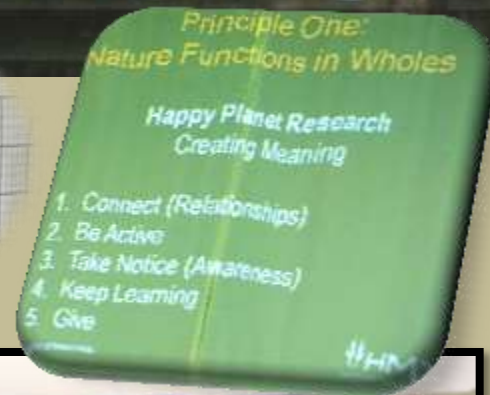 Principle One:
Nature Functions in Wholes
Happy Planet Research
Creating Meaning
1. Connect (Relationships)
2. Be Active
3. Take Notice (Awareness)
4. Keep Learning
5. Give